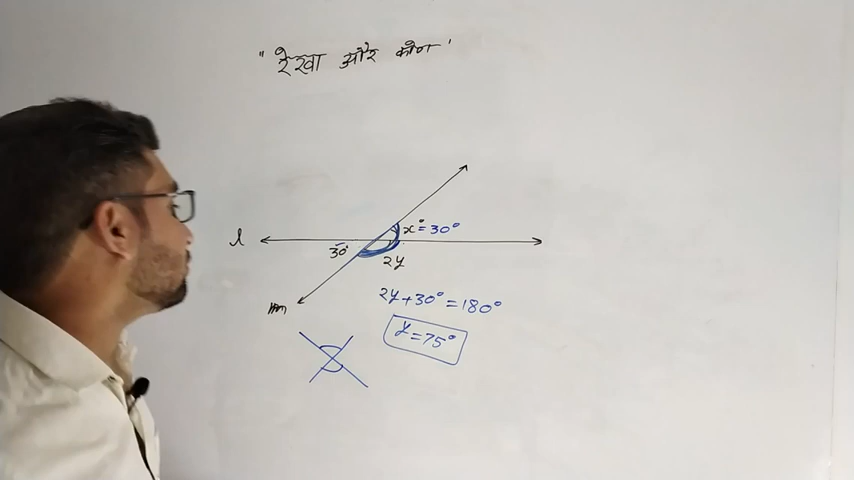 " रेखा और कोण "
x° = 30°
l
30°
2y
m
2y + 30° = 180°
y = 75°